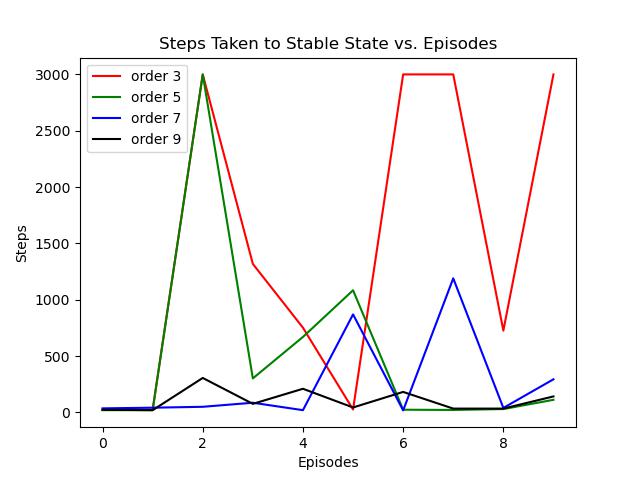 Steps Taken to Stable State vs. Episodes
order 3
order 5
order 7
order 9
3000
2500
2000
1500
1000
500
0
Steps
0 2 4 6 8
Episodes